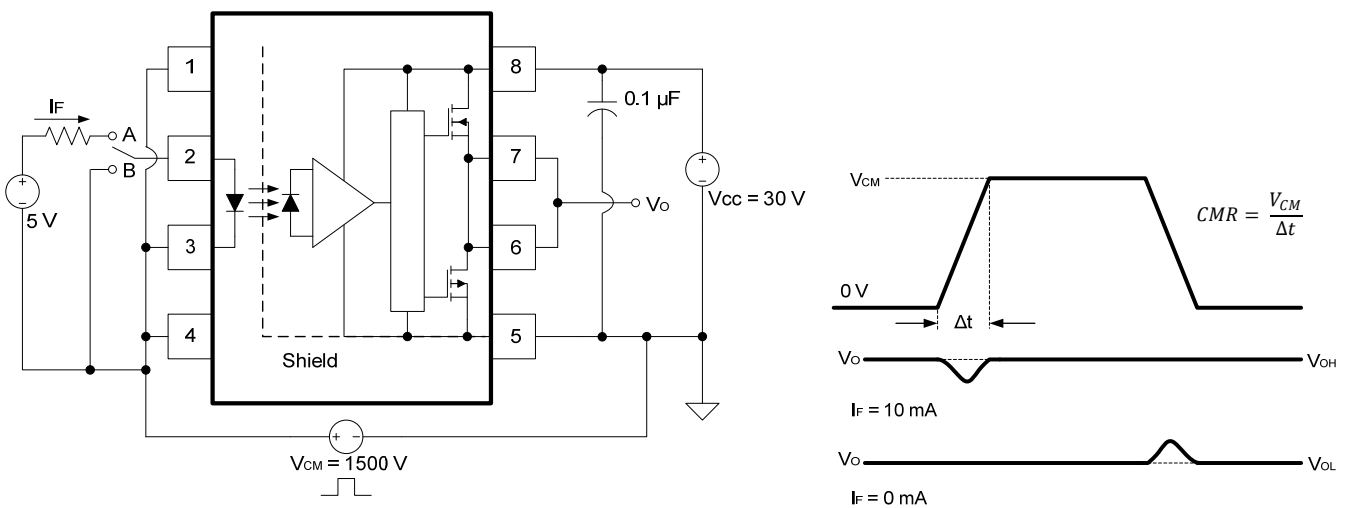 1
8
IF
A
0.1 µF
2
7
B
+
−
VCC = 30 V
VO
5 V
3
6
4
5
Shield
+ −
VCM = 1500 V
VCM
CMR = VCM / Δt
0 V
Δt
VO
VOH
IF = 10 mA
VO
VOL
IF = 0 mA